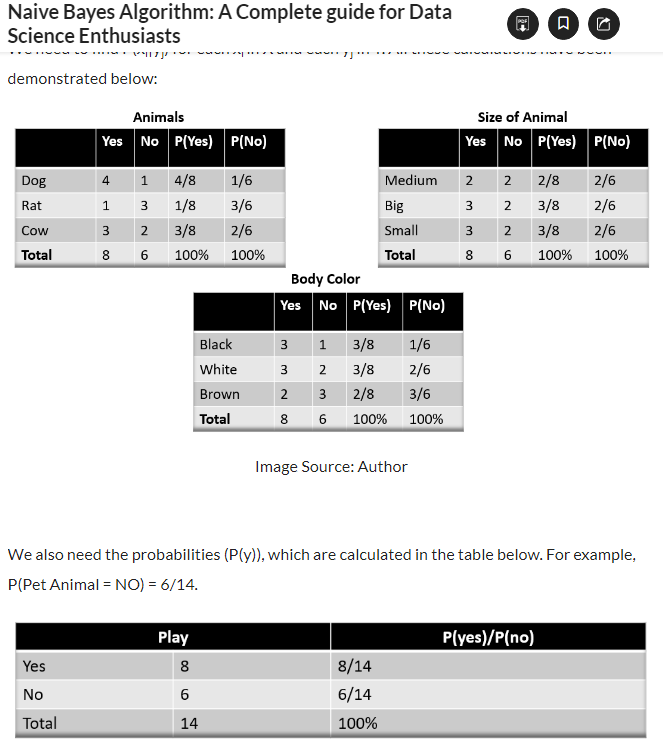 Naive Bayes Algorithm: A Complete guide for Data
Science Enthusiasts
PDF
demonstrated below:
Animals
Yes No P(Yes) P(No)
Dog 4 1 4/8 1/6
Rat 1 3 1/8 3/6
Cow 3 2 3/8 2/6
Total 8 6 100% 100%
Size of Animal
Yes No P(Yes) P(No)
Medium 2 2 2/8 2/6
Big 3 2 3/8 2/6
Small 3 2 3/8 2/6
Total 8 6 100% 100%
Body Color
Yes No P(Yes) P(No)
Black 3 1 3/8 1/6
White 3 2 3/8 2/6
Brown 2 3 2/8 3/6
Total 8 6 100% 100%
Image Source: Author
We also need the probabilities (P(y)), which are calculated in the table below. For example,
P(Pet Animal = NO) = 6/14.
Play P(yes)/P(no)
Yes 8 8/14
No 6 6/14
Total 14 100%